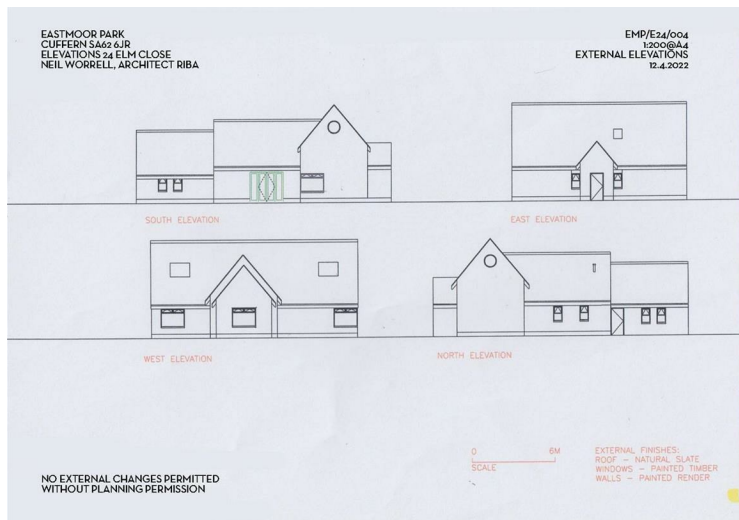 EASTMOOR PARK
CUFFERN SA62 6JR
ELEVATIONS 24 ELM CLOSE
NEIL WORRELL, ARCHITECT RIBA
EMP/E24/004
1:200@A4
EXTERNAL ELEVATIONS
12.4.2022
SOUTH ELEVATION
EAST ELEVATION
WEST ELEVATION
NORTH ELEVATION
0 6M
SCALE
EXTERNAL FINISHES:
ROOF – NATURAL SLATE
WINDOWS – PAINTED TIMBER
WALLS – PAINTED RENDER
NO EXTERNAL CHANGES PERMITTED
WITHOUT PLANNING PERMISSION